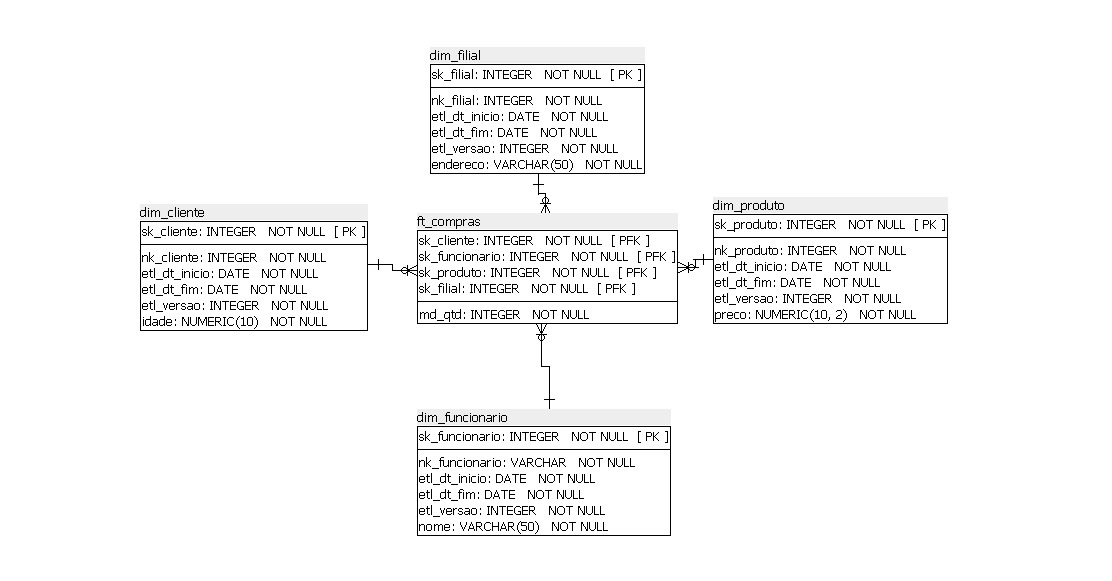 dim_filial
sk_filial: INTEGER NOT NULL [ PK ]
nk_filial: INTEGER NOT NULL
etl_dt_inicio: DATE NOT NULL
etl_dt_fim: DATE NOT NULL
etl_versao: INTEGER NOT NULL
endereco: VARCHAR(50) NOT NULL
dim_cliente
sk_cliente: INTEGER NOT NULL [ PK ]
nk_cliente: INTEGER NOT NULL
etl_dt_inicio: DATE NOT NULL
etl_dt_fim: DATE NOT NULL
etl_versao: INTEGER NOT NULL
idade: NUMERIC(10) NOT NULL
ft_compras
sk_cliente: INTEGER NOT NULL [ PFK ]
sk_funcionario: INTEGER NOT NULL [ PFK ]
sk_produto: INTEGER NOT NULL [ PFK ]
sk_filial: INTEGER NOT NULL [ PFK ]
md_qtd: INTEGER NOT NULL
dim_produto
sk_produto: INTEGER NOT NULL [ PK ]
nk_produto: INTEGER NOT NULL
etl_dt_inicio: DATE NOT NULL
etl_dt_fim: DATE NOT NULL
etl_versao: INTEGER NOT NULL
preco: NUMERIC(10, 2) NOT NULL
dim_funcionario
sk_funcionario: INTEGER NOT NULL [ PK ]
nk_funcionario: VARCHAR NOT NULL
etl_dt_inicio: DATE NOT NULL
etl_dt_fim: DATE NOT NULL
etl_versao: INTEGER NOT NULL
nome: VARCHAR(50) NOT NULL